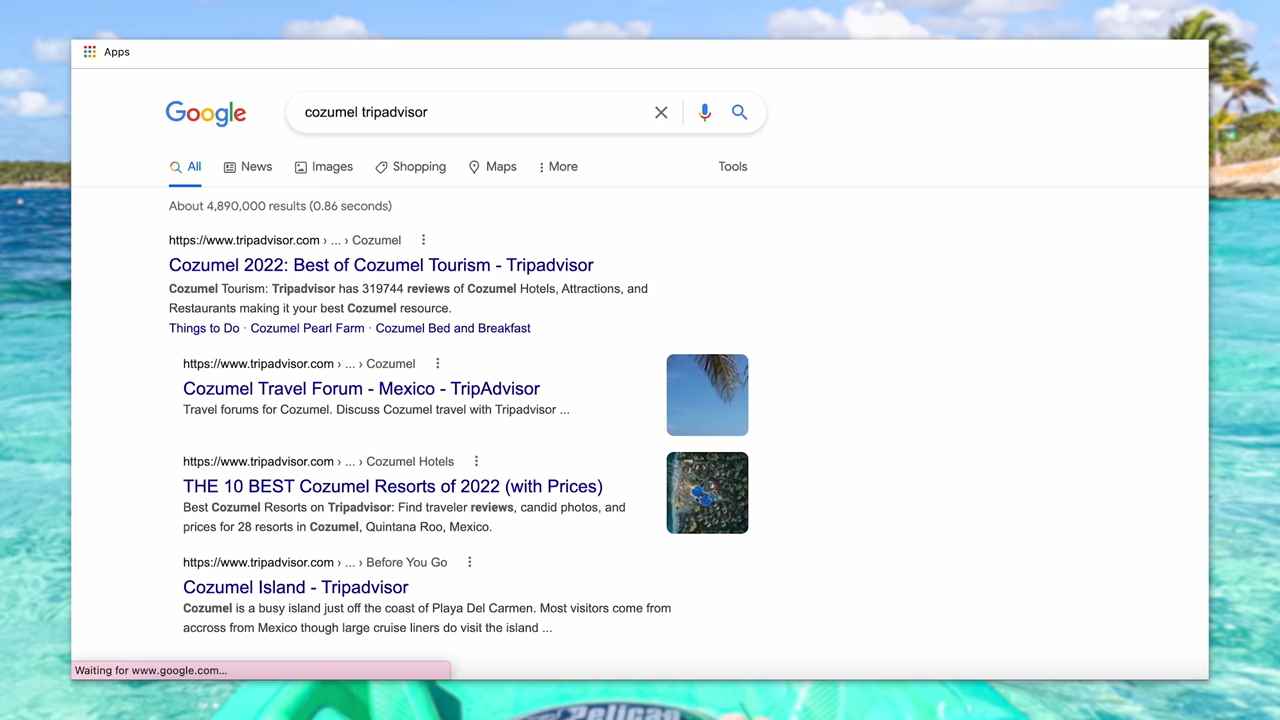 Apps
Google
cozumel tripadvisor
All News Images Shopping Maps More Tools
About 4,890,000 results (0.86 seconds)
https://www.tripadvisor.com › ... › Cozumel
Cozumel 2022: Best of Cozumel Tourism - Tripadvisor
Cozumel Tourism: Tripadvisor has 319744 reviews of Cozumel Hotels, Attractions, and
Restaurants making it your best Cozumel resource.
Things to Do · Cozumel Pearl Farm · Cozumel Bed and Breakfast
https://www.tripadvisor.com › ... › Cozumel
Cozumel Travel Forum - Mexico - TripAdvisor
Travel forums for Cozumel. Discuss Cozumel travel with Tripadvisor ...
https://www.tripadvisor.com › ... › Cozumel Hotels
THE 10 BEST Cozumel Resorts of 2022 (with Prices)
Best Cozumel Resorts on Tripadvisor: Find traveler reviews, candid photos, and
prices for 28 resorts in Cozumel, Quintana Roo, Mexico.
https://www.tripadvisor.com › ... › Before You Go
Cozumel Island - Tripadvisor
Cozumel is a busy island just off the coast of Playa Del Carmen. Most visitors come from
accross from Mexico though large cruise liners do visit the island ...
Waiting for www.google.com...
Pelican